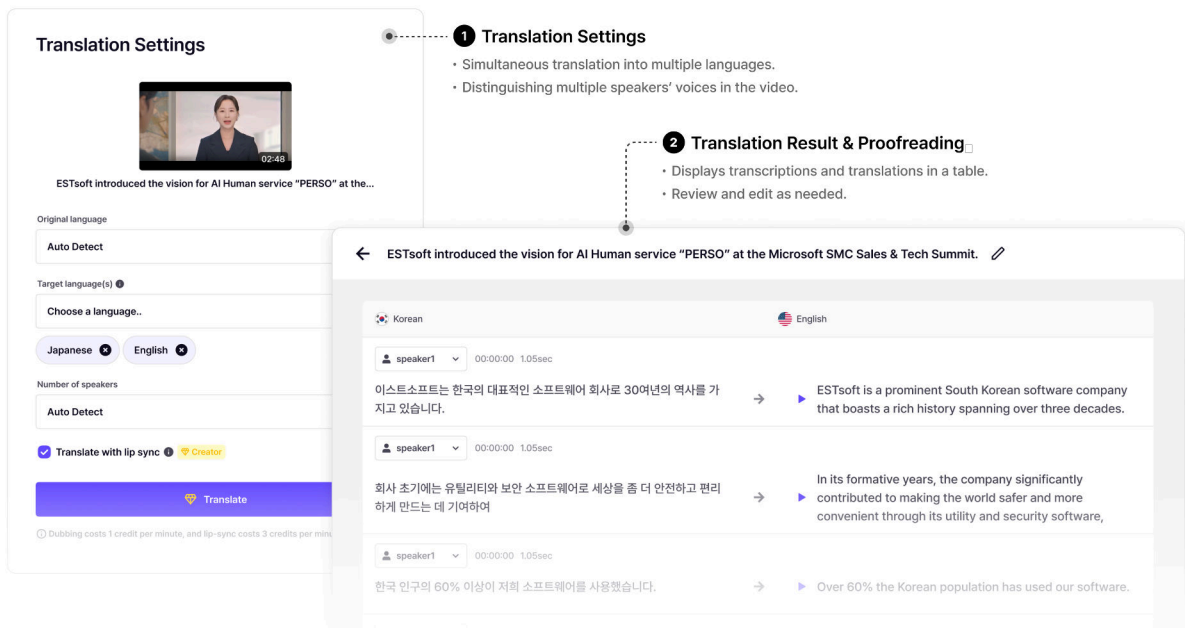 Translation Settings
02:48
ESTsoft introduced the vision for AI Human service “PERSO” at the...
Original language
Auto Detect
Target language(s)
Choose a language..
Japanese
English
Number of speakers
Auto Detect
Translate with lip sync
Creator
Translate
Dubbing costs 1 credit per minute, and lip-sync costs 3 credits per
1 Translation Settings
· Simultaneous translation into multiple languages.
· Distinguishing multiple speakers’ voices in the video.
2 Translation Result & Proofreading
· Displays transcriptions and translations in a table.
· Review and edit as needed.
ESTsoft introduced the vision for AI Human service “PERSO” at the Microsoft SMC Sales & Tech Summit.
Korean
English
speaker1 00:00:00 1.05sec
이스트소프트는 한국의 대표적인 소프트웨어 회사로 30여년의 역사를 가
지고 있습니다.
ESTsoft is a prominent South Korean software company
that boasts a rich history spanning over three decades.
speaker1 00:00:00 1.05sec
회사 초기에는 유틸리티와 보안 소프트웨어로 세상을 좀 더 안전하고 편리
하게 만드는 데 기여하여
In its formative years, the company significantly
contributed to making the world safer and more
convenient through its utility and security software,
speaker1 00:00:00 1.05sec
한국 인구의 60% 이상이 저희 소프트웨어를 사용했습니다.
Over 60% the Korean population has used our software.